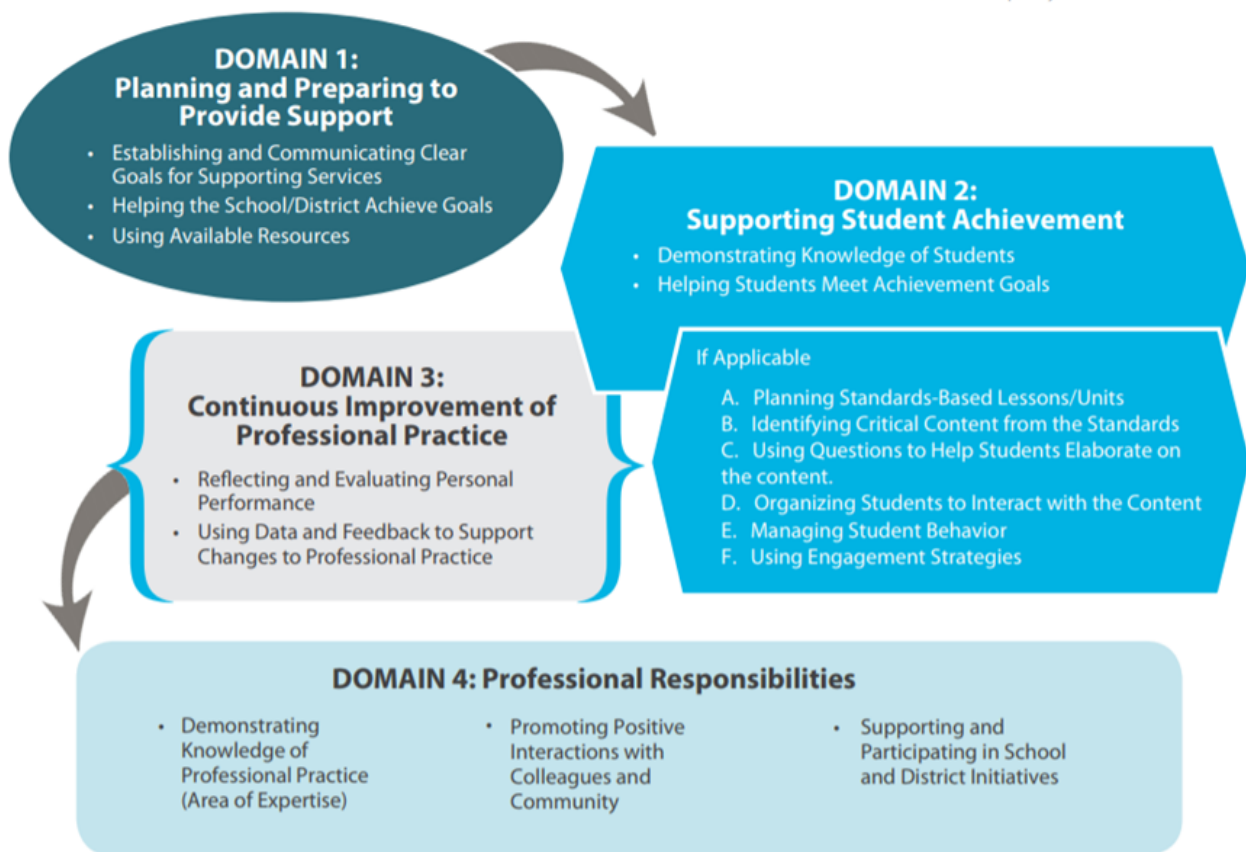 DOMAIN 1:
Planning and Preparing to
Provide Support
• Establishing and Communicating Clear
Goals for Supporting Services
• Helping the School/District Achieve Goals
• Using Available Resources
DOMAIN 2:
Supporting Student Achievement
• Demonstrating Knowledge of Students
• Helping Students Meet Achievement Goals
If Applicable
A. Planning Standards-Based Lessons/Units
B. Identifying Critical Content from the Standards
C. Using Questions to Help Students Elaborate on
the content.
D. Organizing Students to Interact with the Content
E. Managing Student Behavior
F. Using Engagement Strategies
DOMAIN 3:
Continuous Improvement of
Professional Practice
• Reflecting and Evaluating Personal
Performance
• Using Data and Feedback to Support
Changes to Professional Practice
DOMAIN 4: Professional Responsibilities
• Demonstrating
Knowledge of
Professional Practice
(Area of Expertise)
• Promoting Positive
Interactions with
Colleagues and
Community
• Supporting and
Participating in School
and District Initiatives